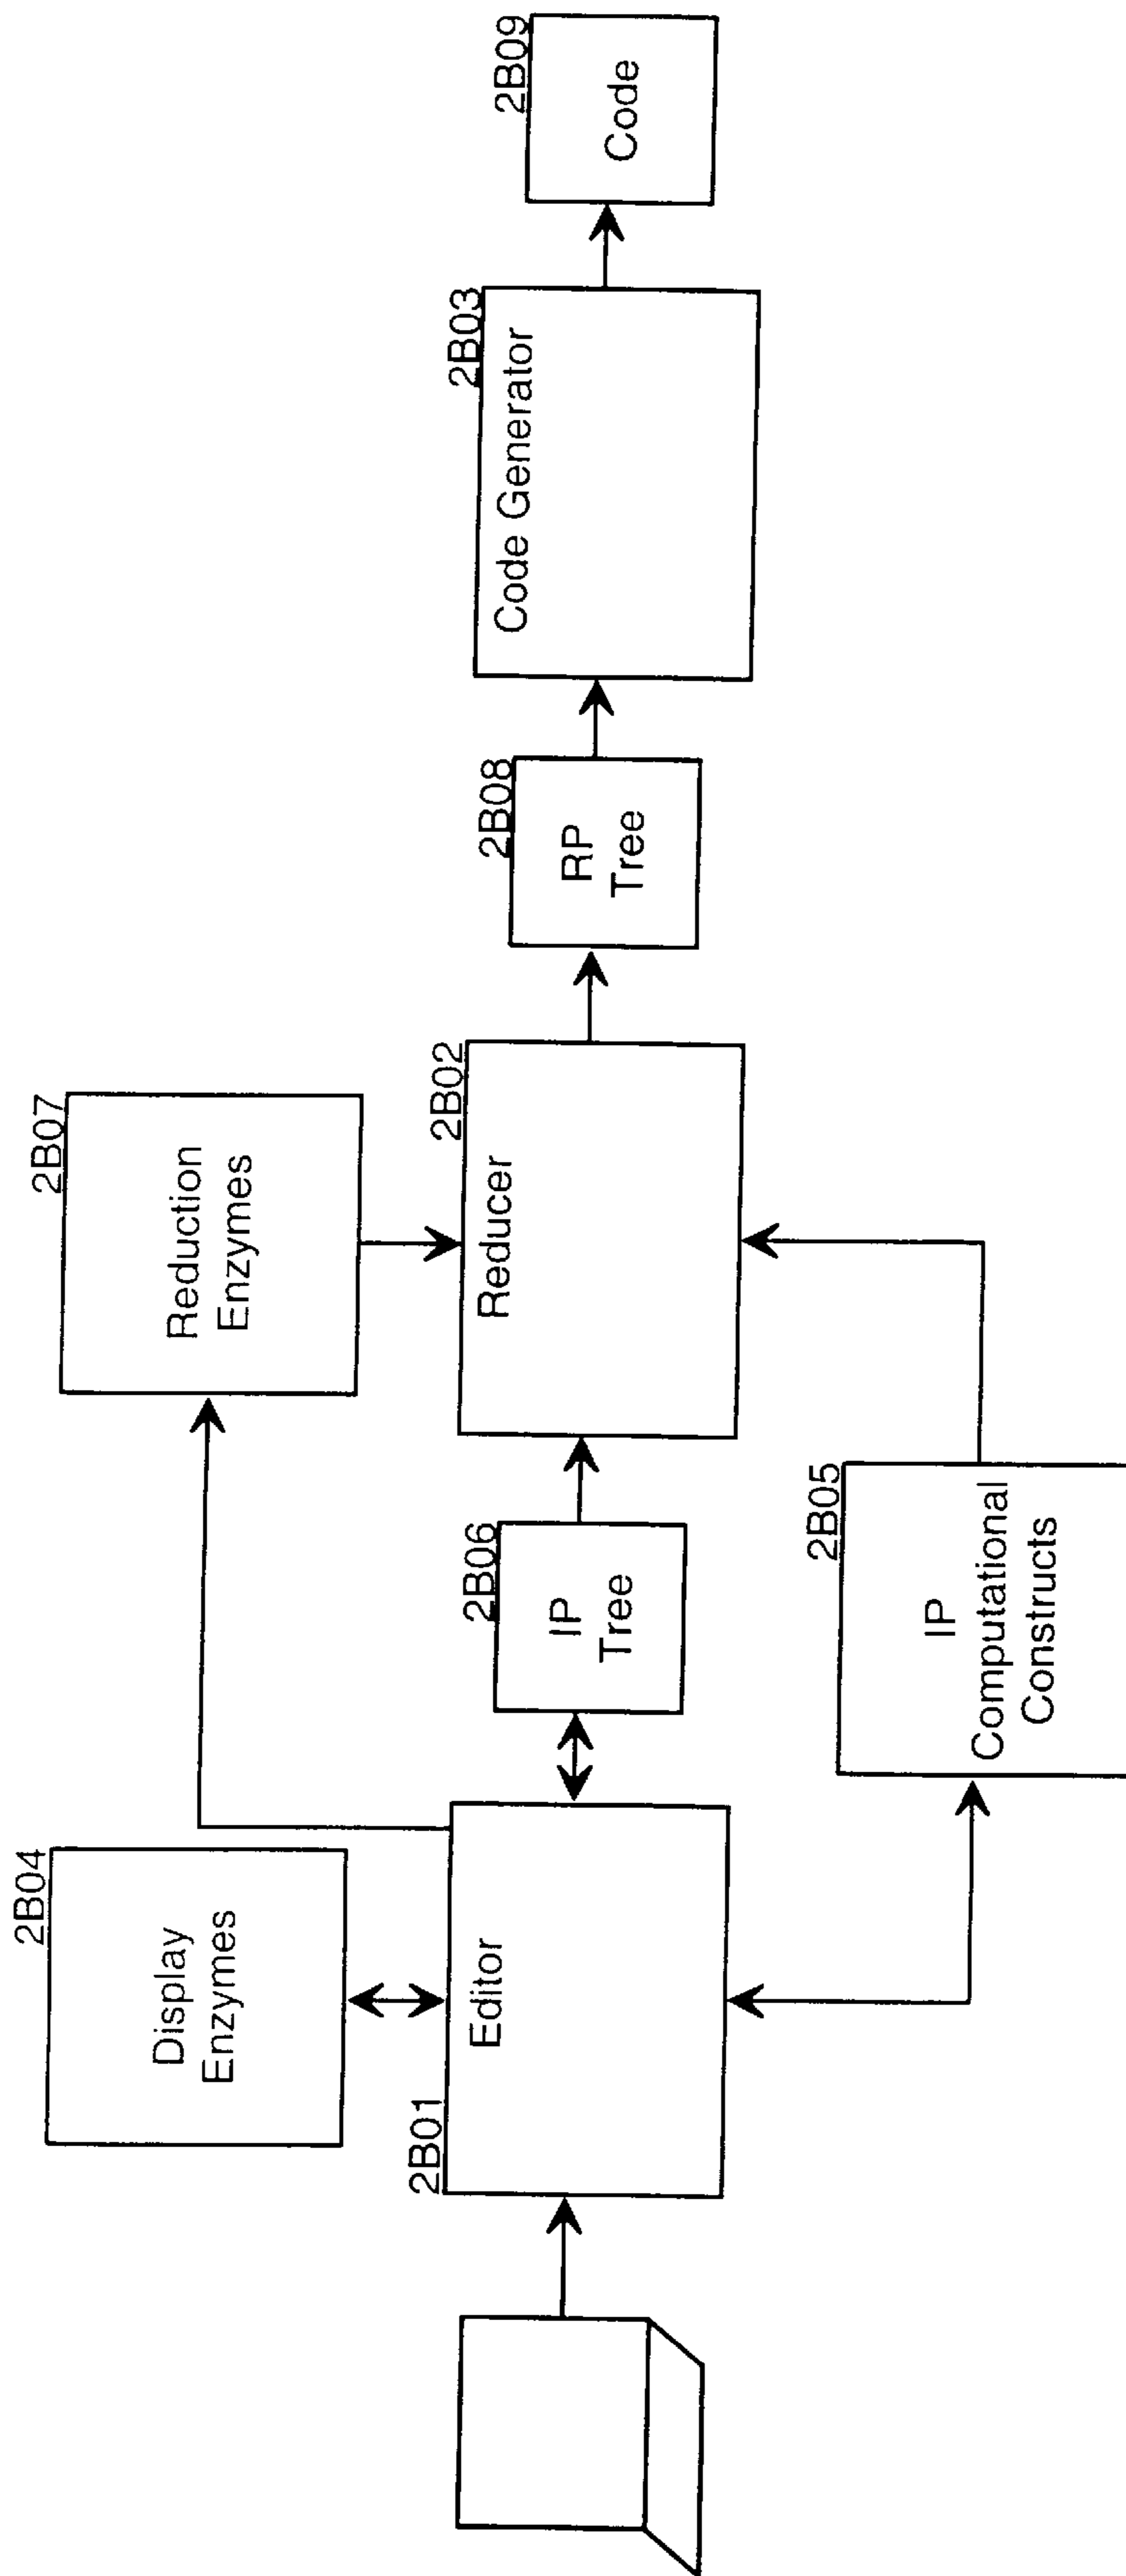 2B04
Display
Enzymes
2B07
Reduction
Enzymes
2B01
Editor
2B06
IP
Tree
2B02
Reducer
2B08
RP
Tree
2B03
Code Generator
2B09
Code
2B05
IP
Computational
Constructs